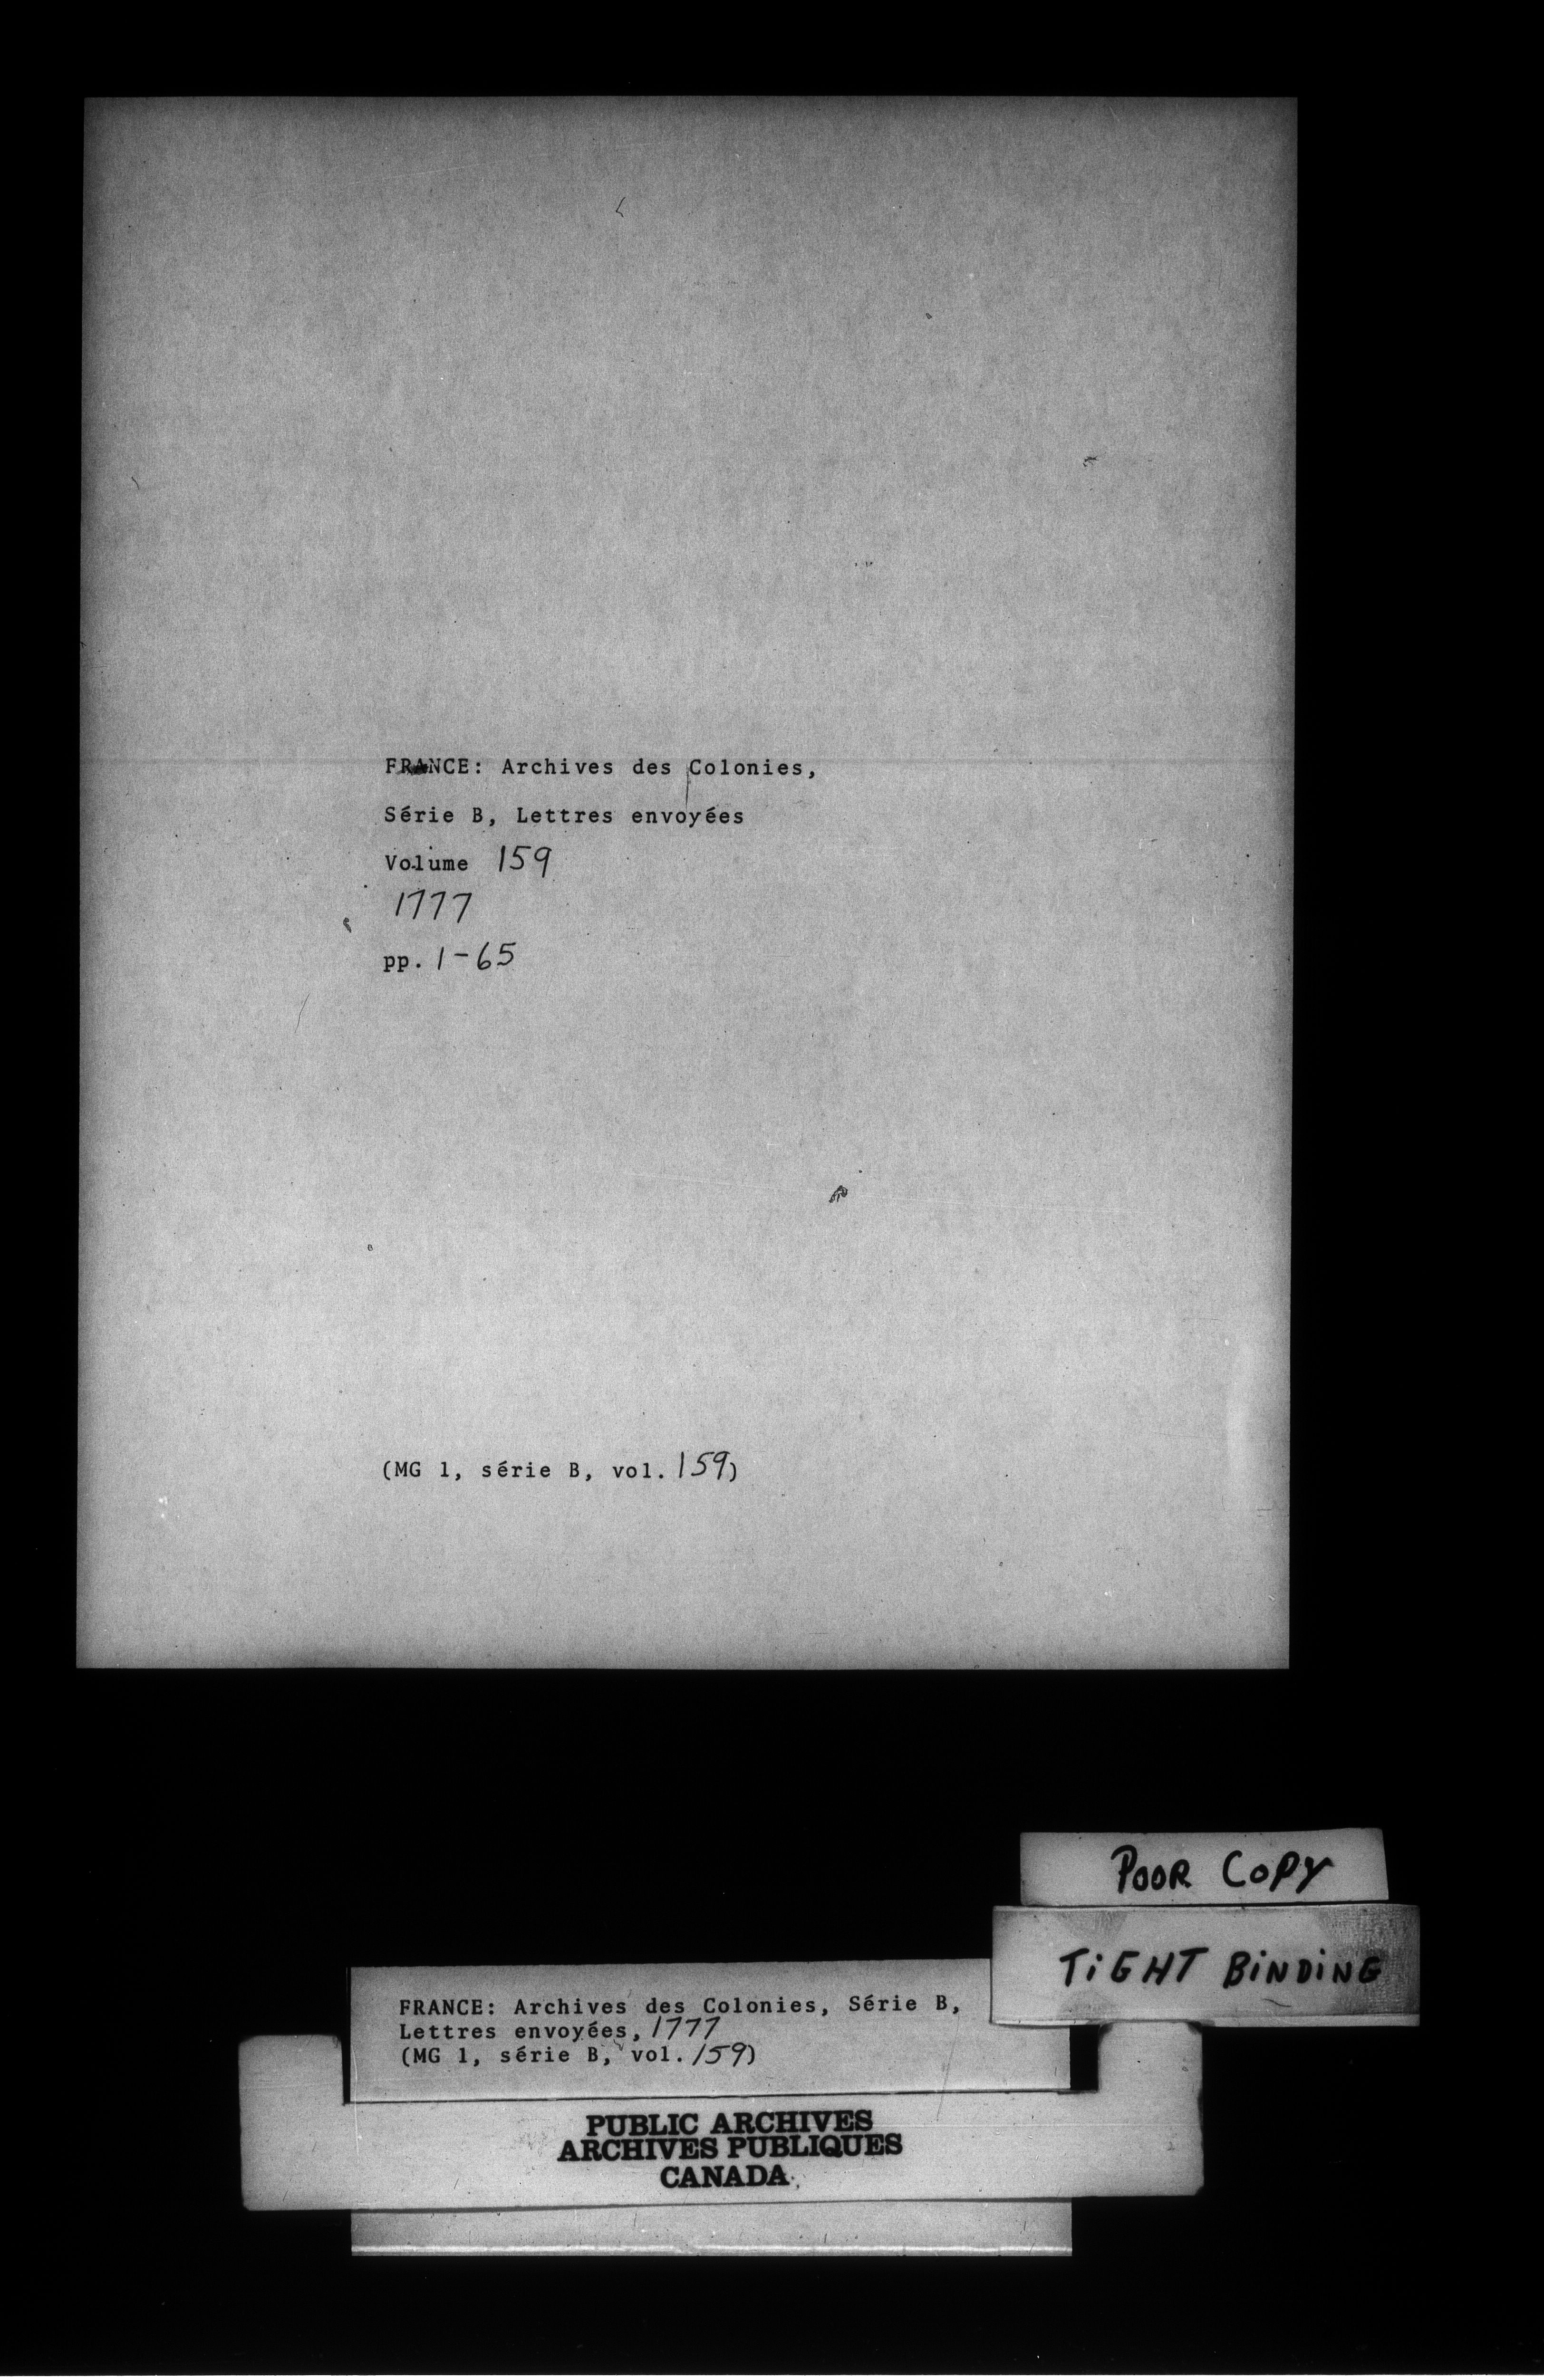 FRANCE: Archives des Colonies,
Série B, Lettres envoyées
Volume 159
1777
pp. 1-65
(MG 1, série B, vol. 159)
POOR COPY
TiGHT BiNDiNG
FRANCE: Archives des Colonies, Série B,
Lettres envoyées, 1777
(MG 1, série B, vol. 159)
PUBLIC ARCHIVES
ARCHIVES PUBLIQUES
CANADA